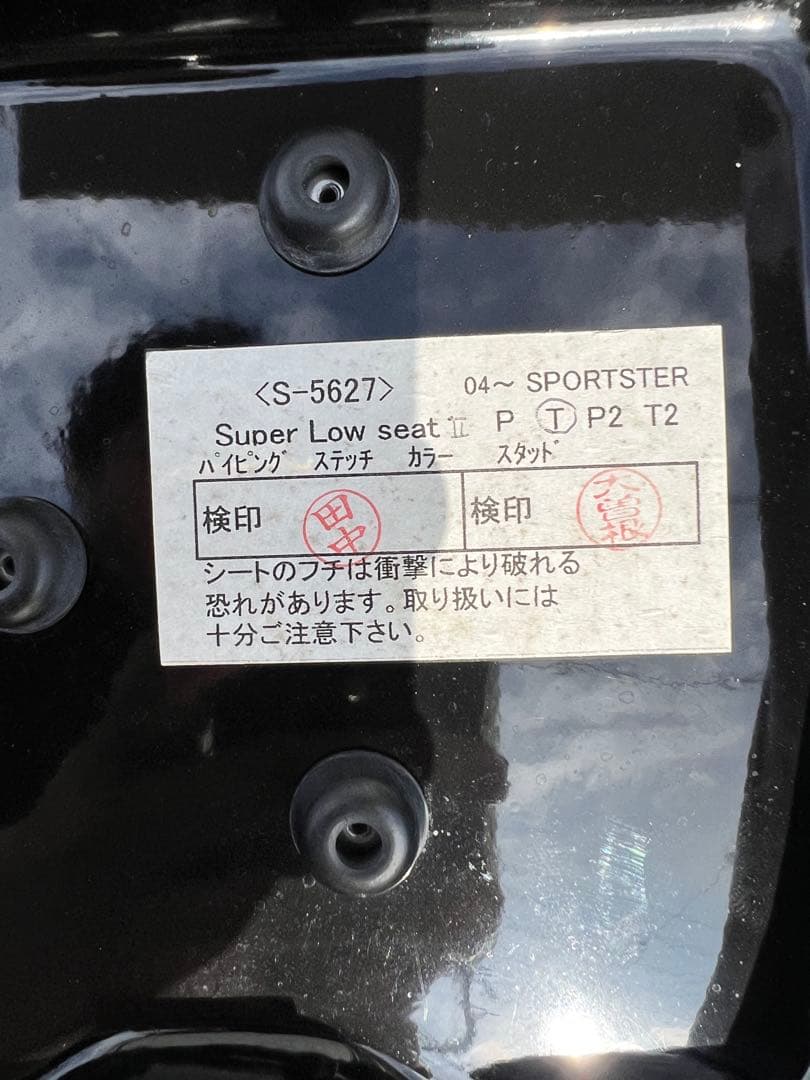 <S-5627> 04～ SPORTSTER
Super Low seat Ⅱ P Ⓣ P2 T2
ﾊﾟｲﾋﾟﾝｸﾞ ｽﾃｯﾁ ｶﾗｰ ｽﾀｯﾄﾞ
検印 田中 検印 大曽根
シートのフチは衝撃により破れる
恐れがあります。取り扱いには
十分ご注意下さい。